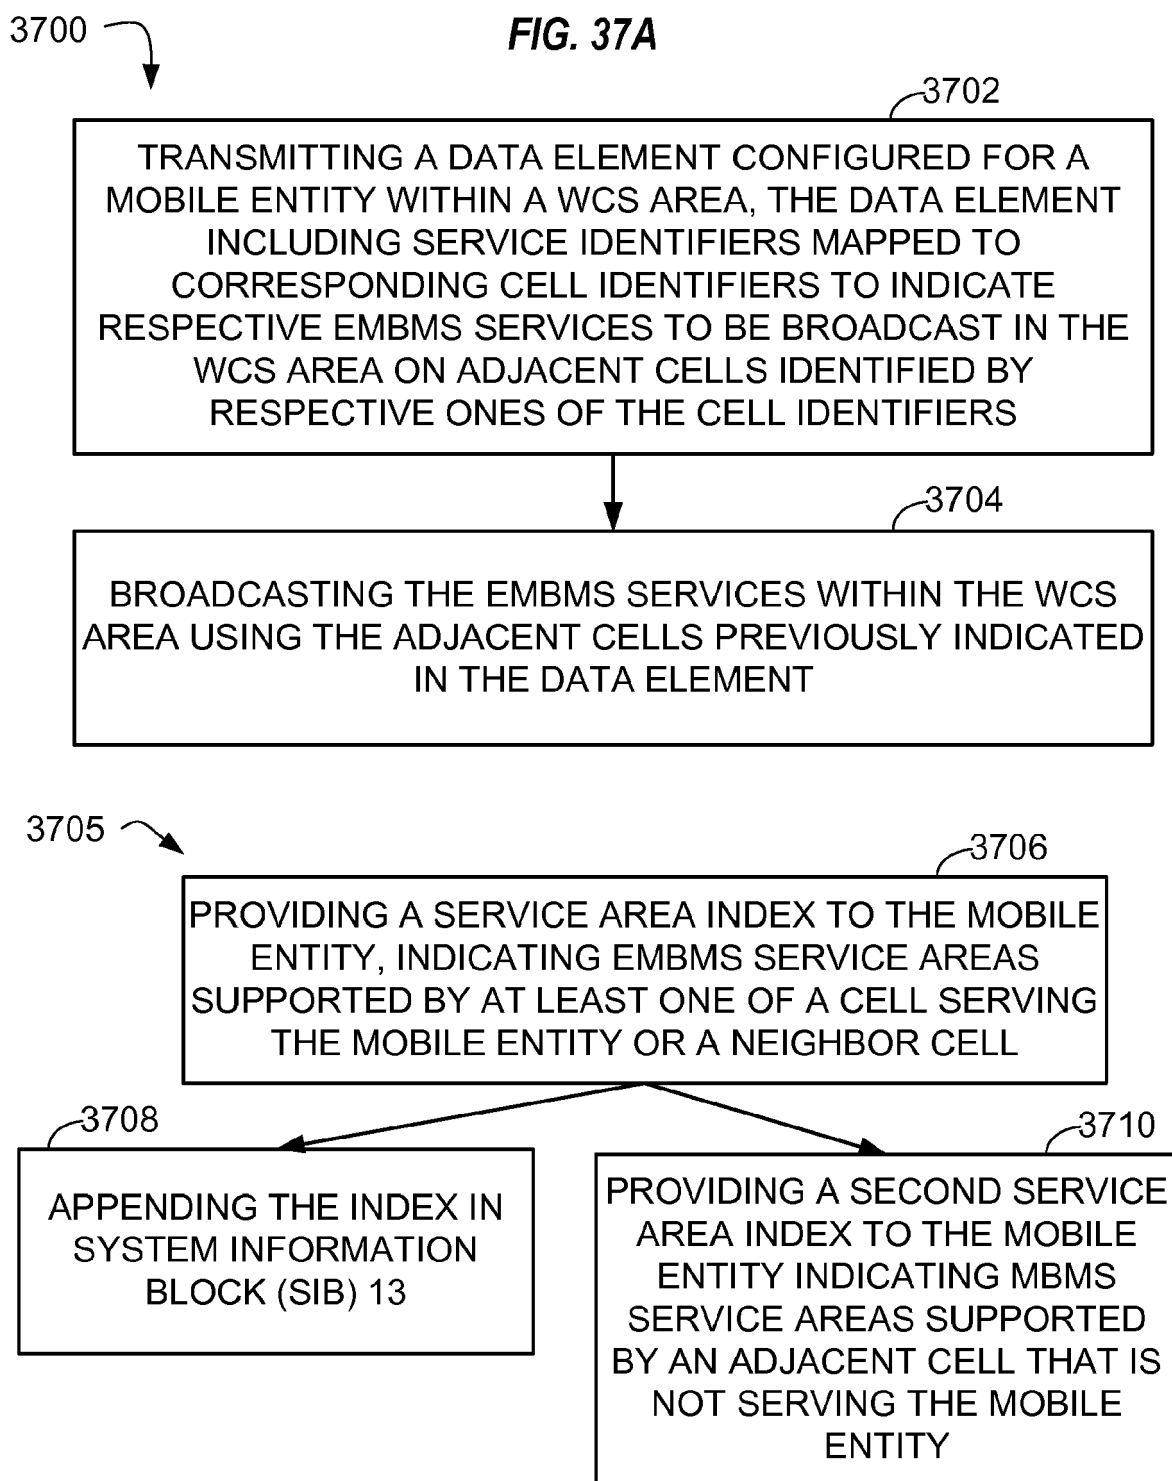 3700
FIG. 37A
3702
TRANSMITTING A DATA ELEMENT CONFIGURED FOR A
MOBILE ENTITY WITHIN A WCS AREA, THE DATA ELEMENT
INCLUDING SERVICE IDENTIFIERS MAPPED TO
CORRESPONDING CELL IDENTIFIERS TO INDICATE
RESPECTIVE EMBMS SERVICES TO BE BROADCAST IN THE
WCS AREA ON ADJACENT CELLS IDENTIFIED BY
RESPECTIVE ONES OF THE CELL IDENTIFIERS
3704
BROADCASTING THE EMBMS SERVICES WITHIN THE WCS
AREA USING THE ADJACENT CELLS PREVIOUSLY INDICATED
IN THE DATA ELEMENT
3705
3706
PROVIDING A SERVICE AREA INDEX TO THE MOBILE
ENTITY, INDICATING EMBMS SERVICE AREAS
SUPPORTED BY AT LEAST ONE OF A CELL SERVING
THE MOBILE ENTITY OR A NEIGHBOR CELL
3708
APPENDING THE INDEX IN
SYSTEM INFORMATION
BLOCK (SIB) 13
3710
PROVIDING A SECOND SERVICE
AREA INDEX TO THE MOBILE
ENTITY INDICATING MBMS
SERVICE AREAS SUPPORTED
BY AN ADJACENT CELL THAT IS
NOT SERVING THE MOBILE
ENTITY